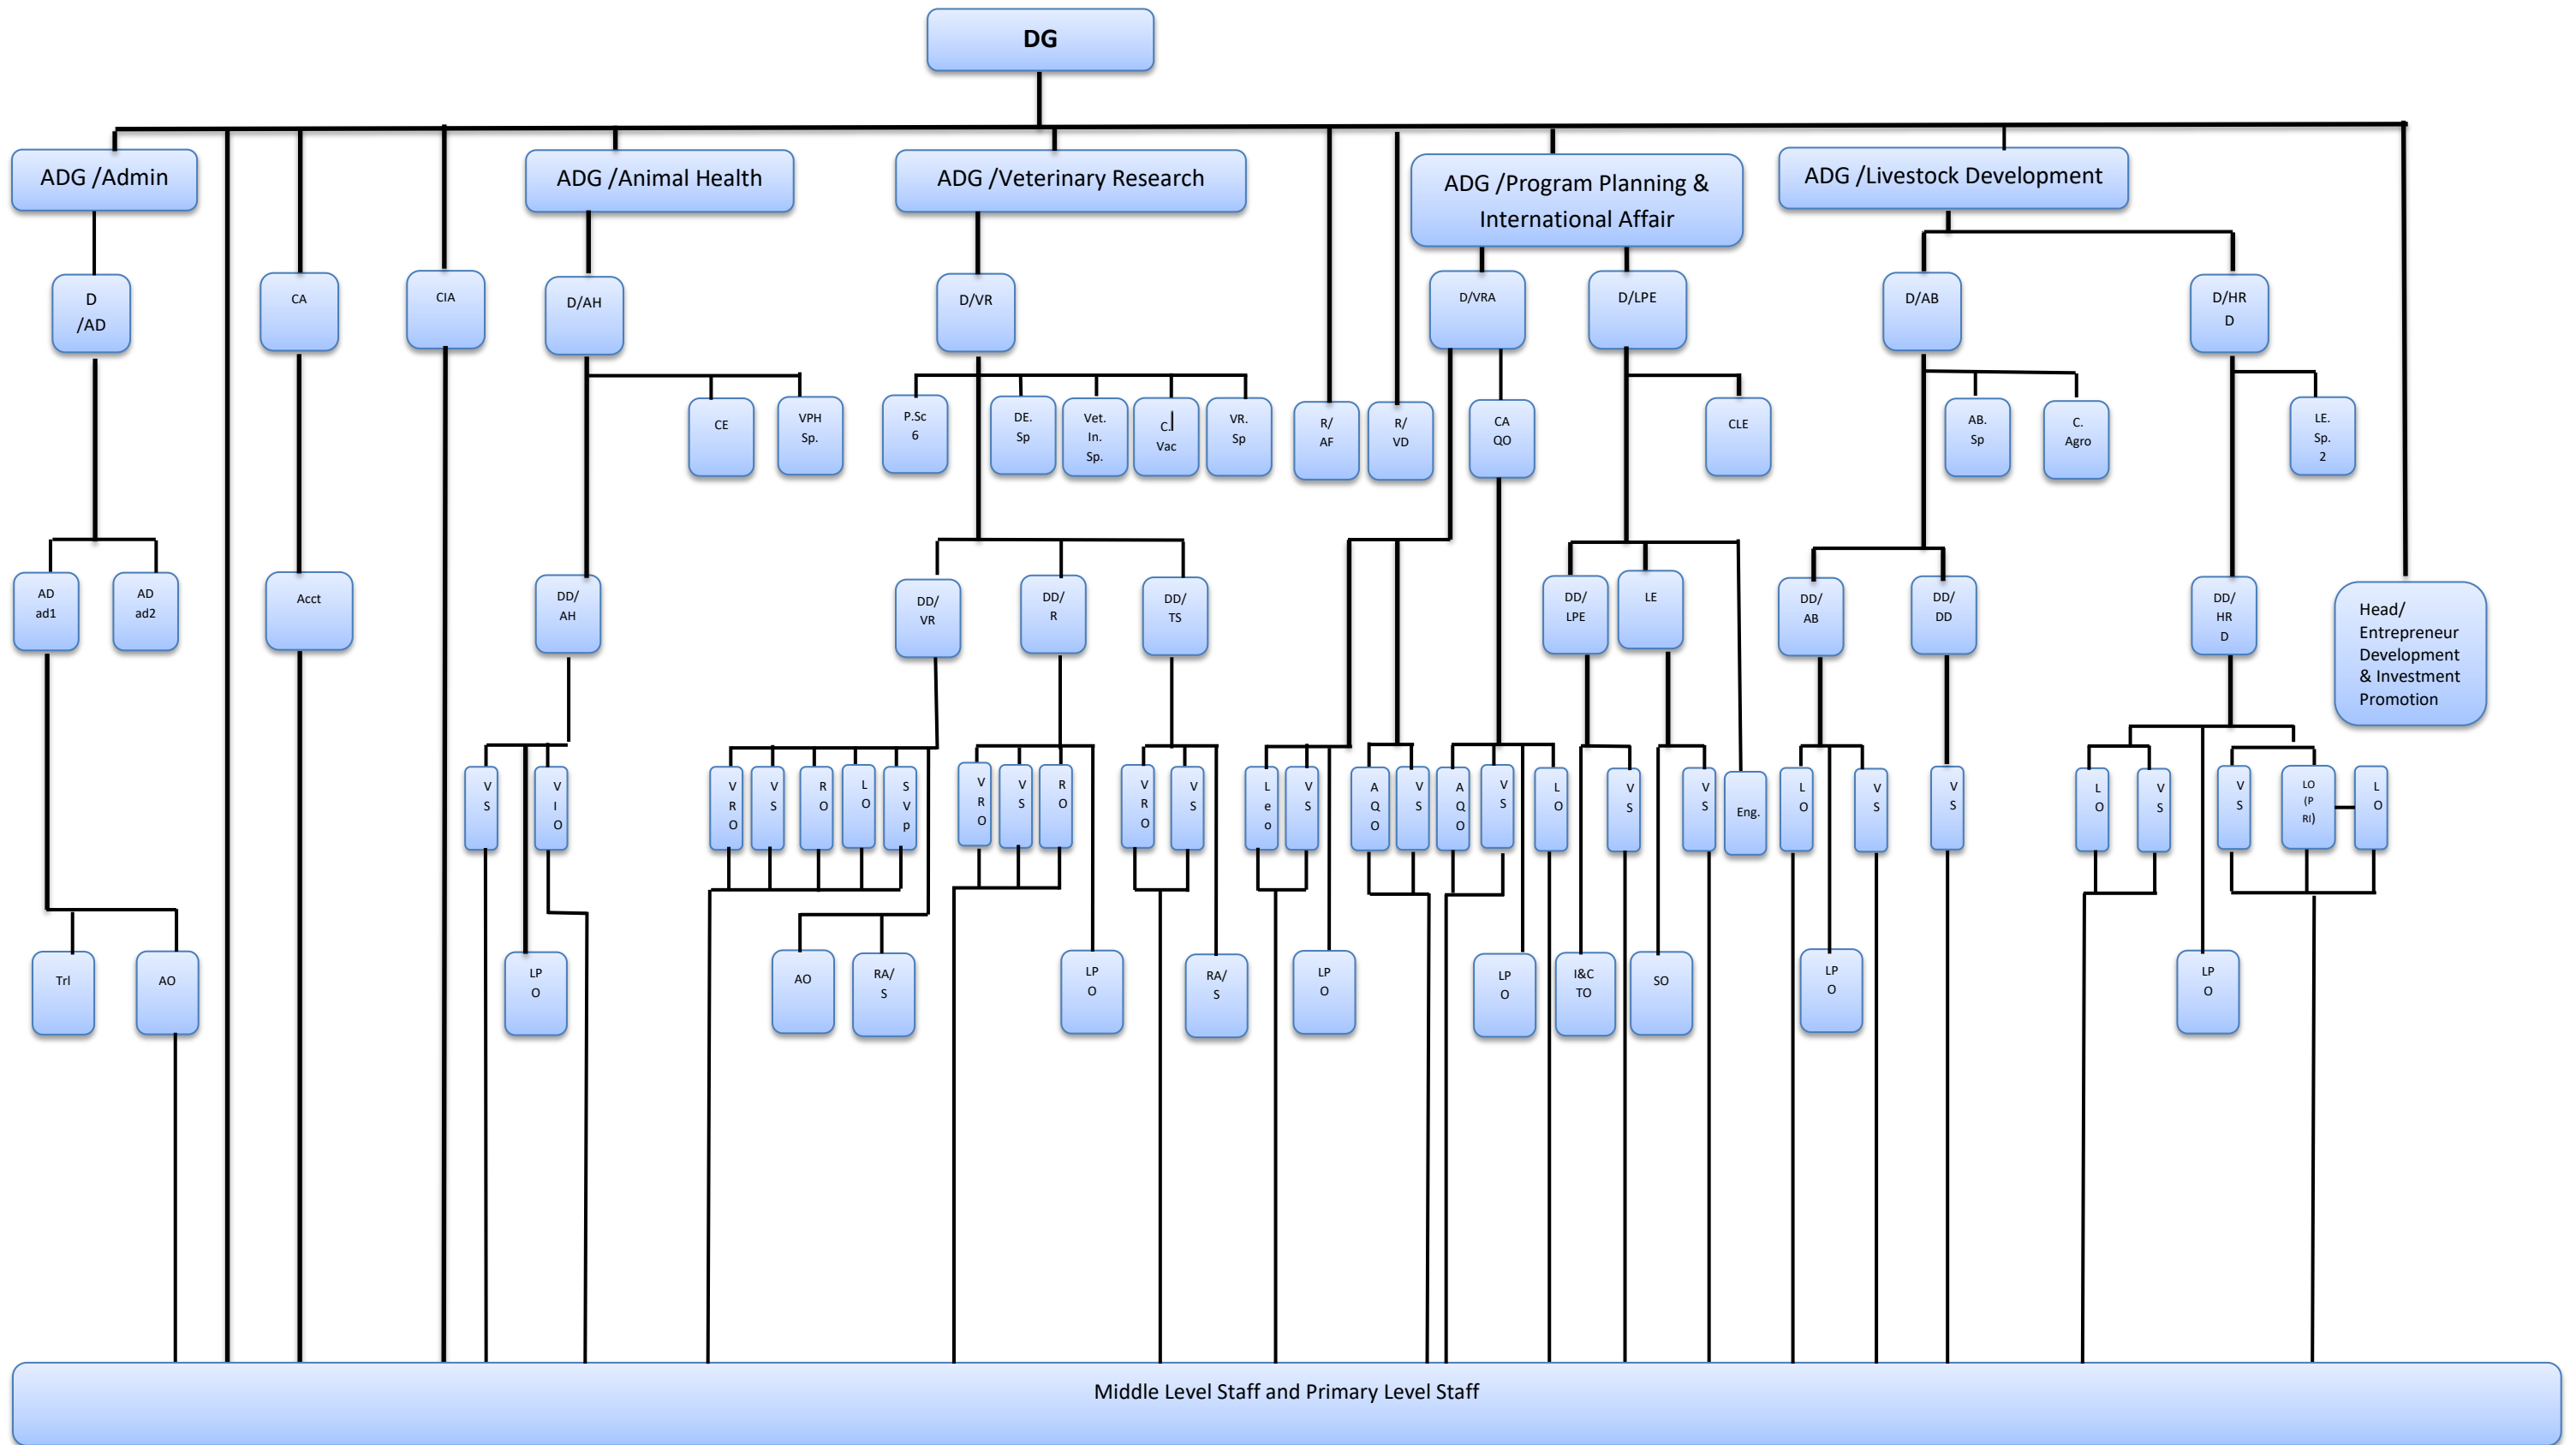 DG
ADG /Admin
ADG /Animal Health
ADG /Veterinary Research
ADG /Program Planning &
International Affair
ADG /Livestock Development
D
/AD
CA
CIA
D/AH
D/VR
D/VRA
D/LPE
D/AB
D/HR
D
CE
VPH
Sp.
P.Sc
6
DE.
Sp
Vet.
In.
Sp.
C.
Vac
VR.
Sp
R/
AF
R/
VD
CA
QO
CLE
AB.
Sp
C.
Agro
LE.
Sp.
2
AD
ad1
AD
ad2
Acct
DD/
AH
DD/
VR
DD/
R
DD/
TS
DD/
LPE
LE
DD/
AB
DD/
DD
DD/
HR
D
Head/
Entrepreneur
Development
& Investment
Promotion
V
S
V
I
O
V
R
O
V
S
R
O
L
O
S
V
p
V
R
O
V
S
R
O
V
R
O
V
S
L
e
o
V
S
A
Q
O
V
S
A
Q
O
V
S
L
O
V
S
V
S
Eng.
L
O
V
S
V
S
L
O
V
S
V
S
LO
(P
RI)
L
O
Trl
AO
LP
O
AO
RA/
S
LP
O
RA/
S
LP
O
LP
O
I&C
TO
SO
LP
O
LP
O
Middle Level Staff and Primary Level Staff